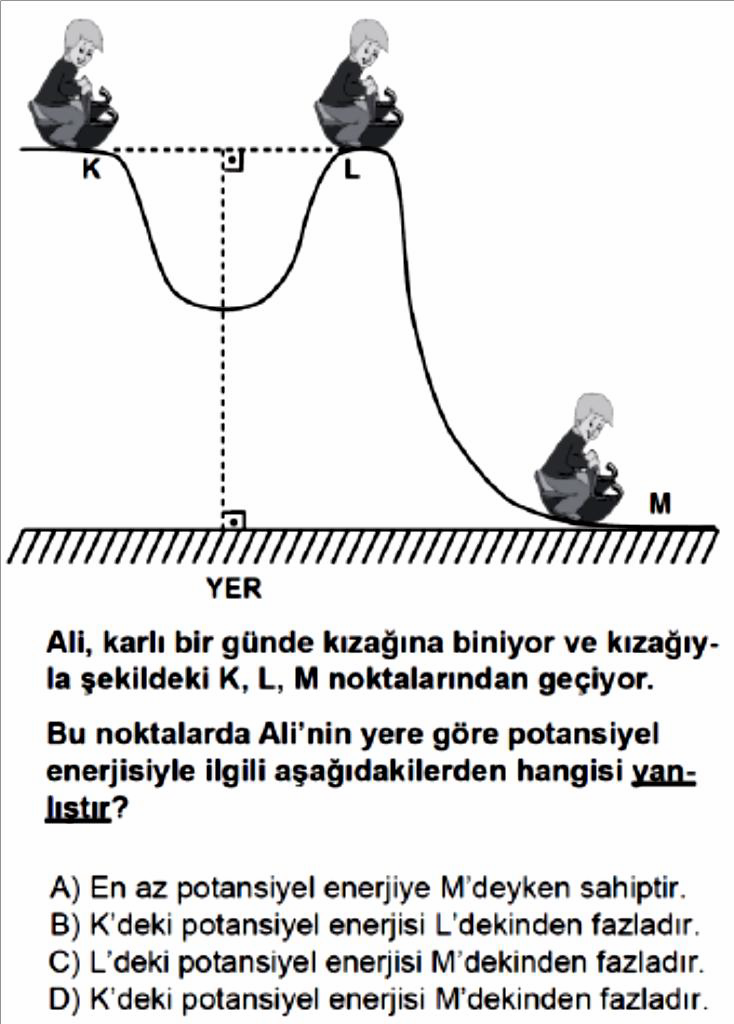 K
L
M
YER
Ali, karlı bir günde kızağına biniyor ve kızağıy-
la şekildeki K, L, M noktalarından geçiyor.
Bu noktalarda Ali'nin yere göre potansiyel
enerjisiyle ilgili aşağıdakilerden hangisi yan-
lıştır?
A) En az potansiyel enerjiye M'deyken sahiptir.
B) K'deki potansiyel enerjisi L'dekinden fazladır.
C) L'deki potansiyel enerjisi M'dekinden fazladır.
D) K'deki potansiyel enerjisi M'dekinden fazladır.